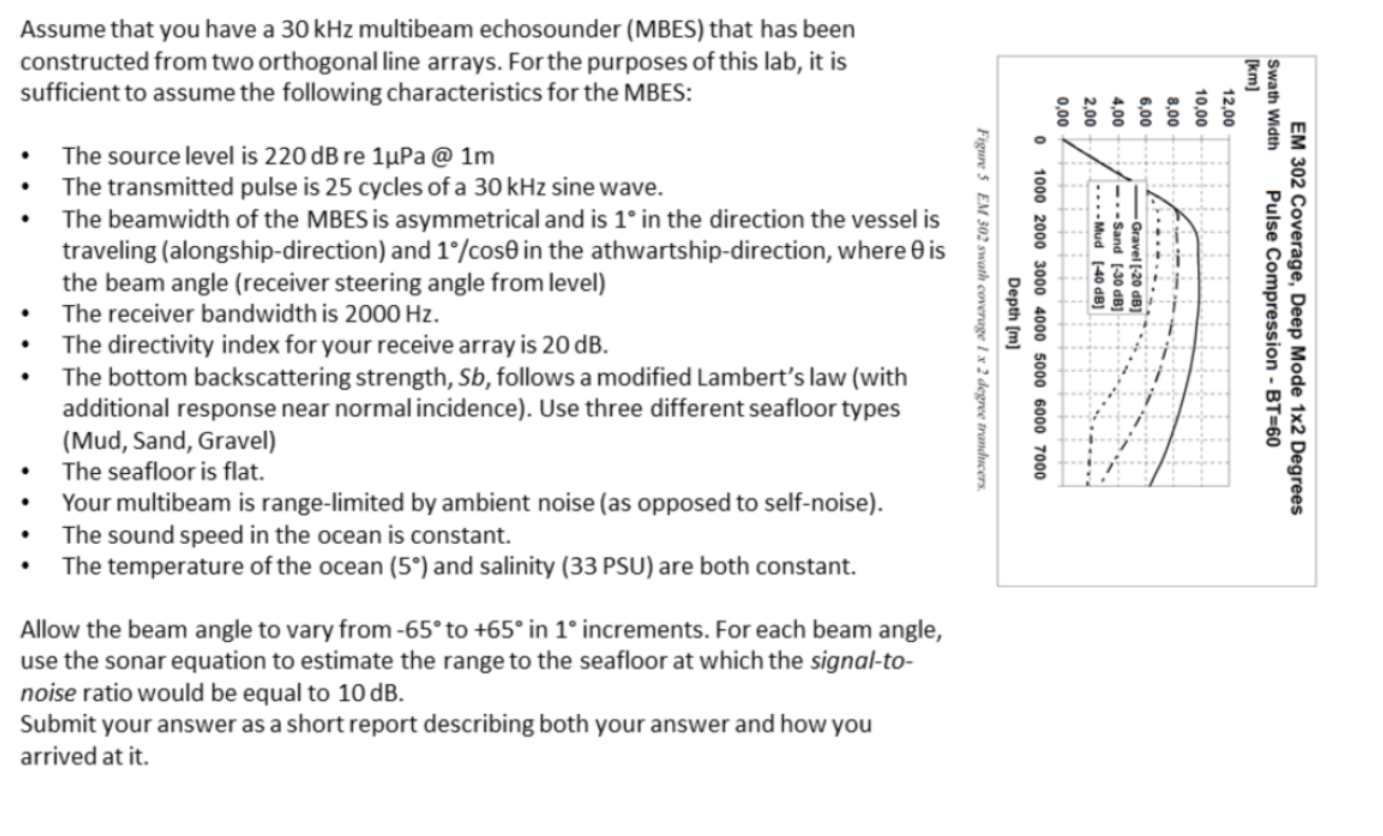 Assume that you have a 30 kHz multibeam echosounder (MBES) that has been
constructed from two orthogonal line arrays. For the purposes of this lab, it is
sufficient to assume the following characteristics for the MBES:
• The source level is 220 dB re 1µPa @ 1m
• The transmitted pulse is 25 cycles of a 30 kHz sine wave.
• The beamwidth of the MBES is asymmetrical and is 1° in the direction the vessel is
traveling (alongship-direction) and 1°/cosθ in the athwartship-direction, where θ is
the beam angle (receiver steering angle from level)
• The receiver bandwidth is 2000 Hz.
• The directivity index for your receive array is 20 dB.
• The bottom backscattering strength, Sb, follows a modified Lambert's law (with
additional response near normal incidence). Use three different seafloor types
(Mud, Sand, Gravel)
• The seafloor is flat.
• Your multibeam is range-limited by ambient noise (as opposed to self-noise).
• The sound speed in the ocean is constant.
• The temperature of the ocean (5°) and salinity (33 PSU) are both constant.
Allow the beam angle to vary from -65° to +65° in 1° increments. For each beam angle,
use the sonar equation to estimate the range to the seafloor at which the signal-to-
noise ratio would be equal to 10 dB.
Submit your answer as a short report describing both your answer and how you
arrived at it.
EM 302 Coverage, Deep Mode 1x2 Degrees
Swath Width Pulse Compression - BT=60
[km]
12,00
10,00
8,00
6,00
4,00
2,00
0,00
Gravel [-20 dB]
Sand [-30 dB]
Mud [-40 dB]
0 1000 2000 3000 4000 5000 6000 7000
Depth [m]
Figure 5 EM 302 swath coverage 1 x 2 degree tranducers.